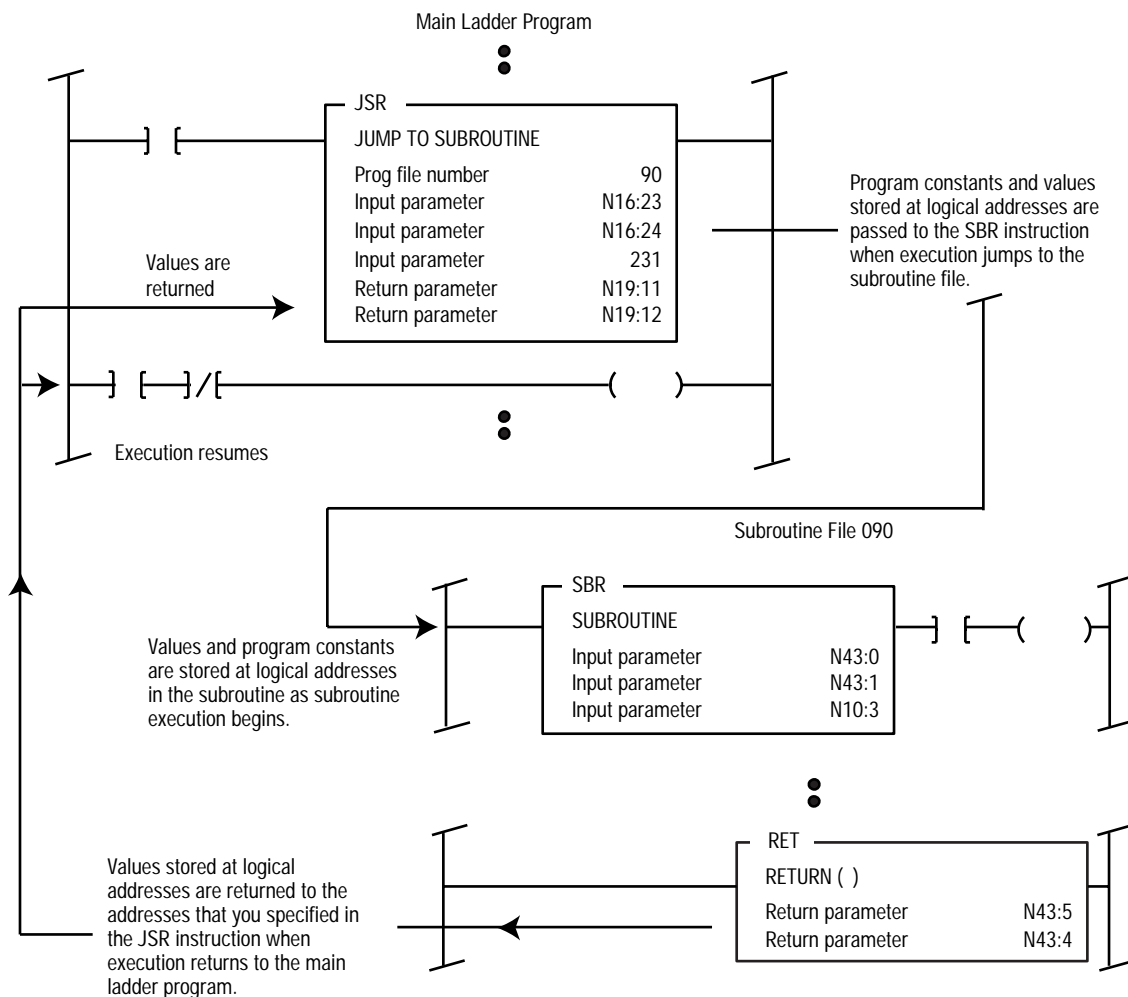 Main Ladder Program
JSR
JUMP TO SUBROUTINE
Prog file number 90
Input parameter N16:23
Input parameter N16:24
Input parameter 231
Return parameter N19:11
Return parameter N19:12
Program constants and values
stored at logical addresses are
passed to the SBR instruction
when execution jumps to the
subroutine file.
Values are
returned
Execution resumes
Subroutine File 090
SBR
SUBROUTINE
Input parameter N43:0
Input parameter N43:1
Input parameter N10:3
Values and program constants
are stored at logical addresses
in the subroutine as subroutine
execution begins.
RET
RETURN ( )
Return parameter N43:5
Return parameter N43:4
Values stored at logical
addresses are returned to the
addresses that you specified in
the JSR instruction when
execution returns to the main
ladder program.